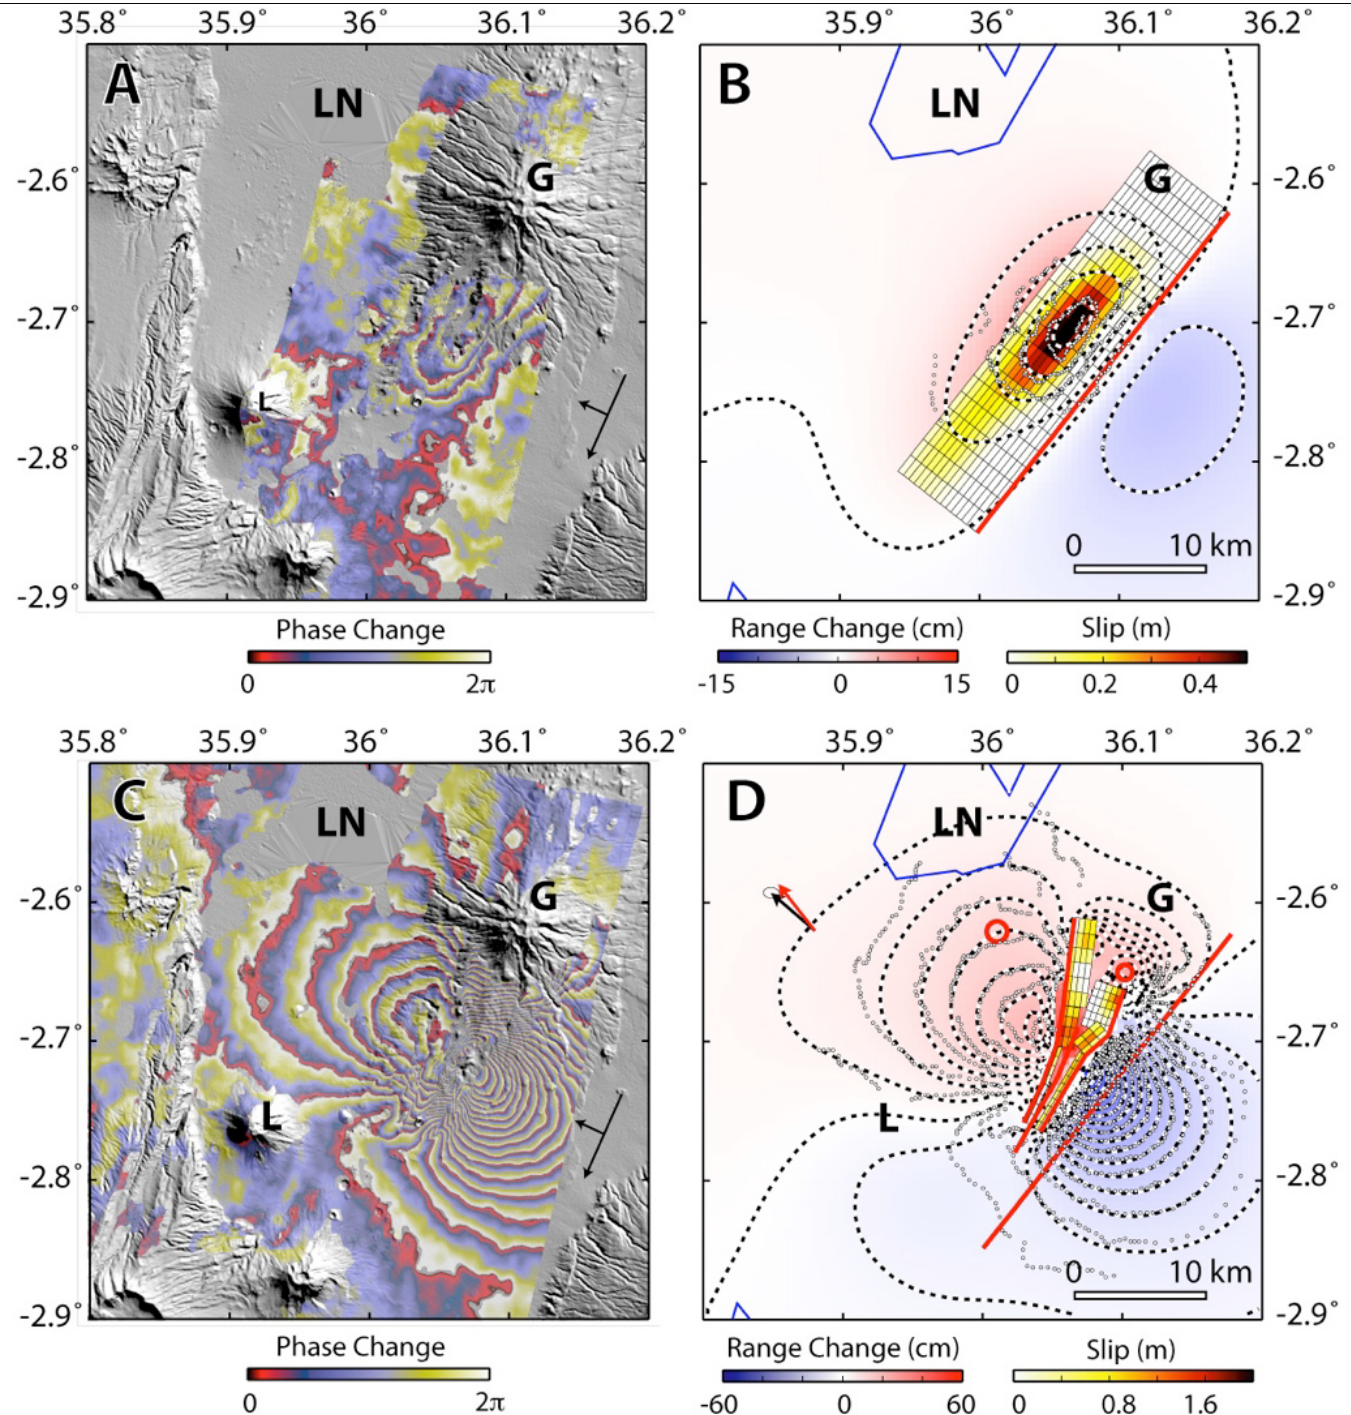 35.8° 35.9° 36° 36.1° 36.2° 35.9° 36° 36.1° 36.2°
A LN G B LN G
-2.6° -2.6°
-2.7° -2.7°
L
-2.8° -2.8°
0 10 km
-2.9° -2.9°
Phase Change Range Change (cm) Slip (m)
0 2π -15 0 15 0 0.2 0.4
35.8° 35.9° 36° 36.1° 36.2° 35.9° 36° 36.1° 36.2°
C LN G D LN G
-2.6° -2.6°
-2.7° -2.7°
L L
-2.8° -2.8°
0 10 km
-2.9° -2.9°
Phase Change Range Change (cm) Slip (m)
0 2π -60 0 60 0 0.8 1.6